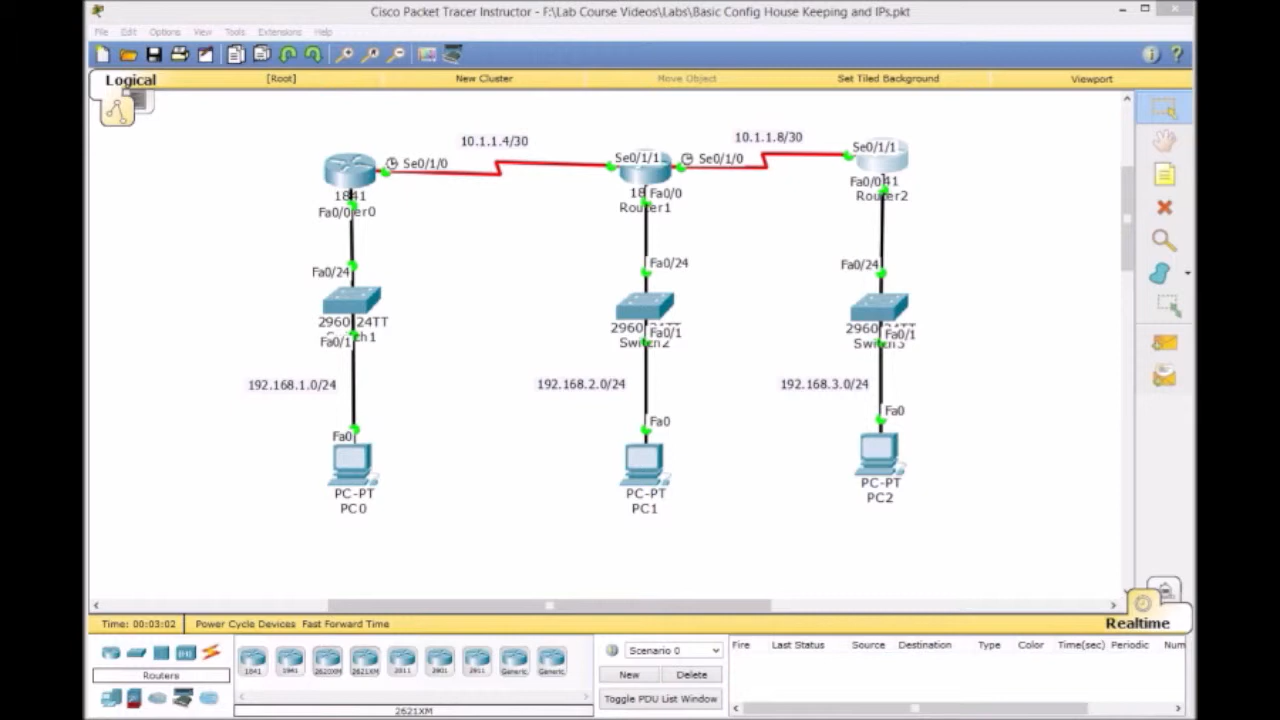 Cisco Packet Tracer Instructor - F:\Lab Course Videos\Labs\Basic Config House Keeping and IPs.pkt
File Edit Options View Tools Extensions Help
Logical [Root] New Cluster Move Object Set Tiled Background Viewport
10.1.1.4/30 10.1.1.8/30
Se0/1/0 Se0/1/1 Se0/1/0 Se0/1/1
1841 Fa0/0 Fa0/0
Fa0/0 Router1 Router2
Fa0/24 Fa0/24 Fa0/24
2960 24TT
Fa0/1 Fa0/1 Fa0/1
Switch2
192.168.1.0/24 192.168.2.0/24 192.168.3.0/24
Fa0 Fa0 Fa0
PC-PT PC-PT PC-PT
PC0 PC1 PC2
Realtime
Time: 00:03:02 Power Cycle Devices Fast Forward Time
Routers
1841 1941 2620XM 2621XM 2811 2901 2911 Generic Generic
2621XM
Scenario 0
New Delete
Toggle PDU List Window
Fire Last Status Source Destination Type Color Time(sec) Periodic Num